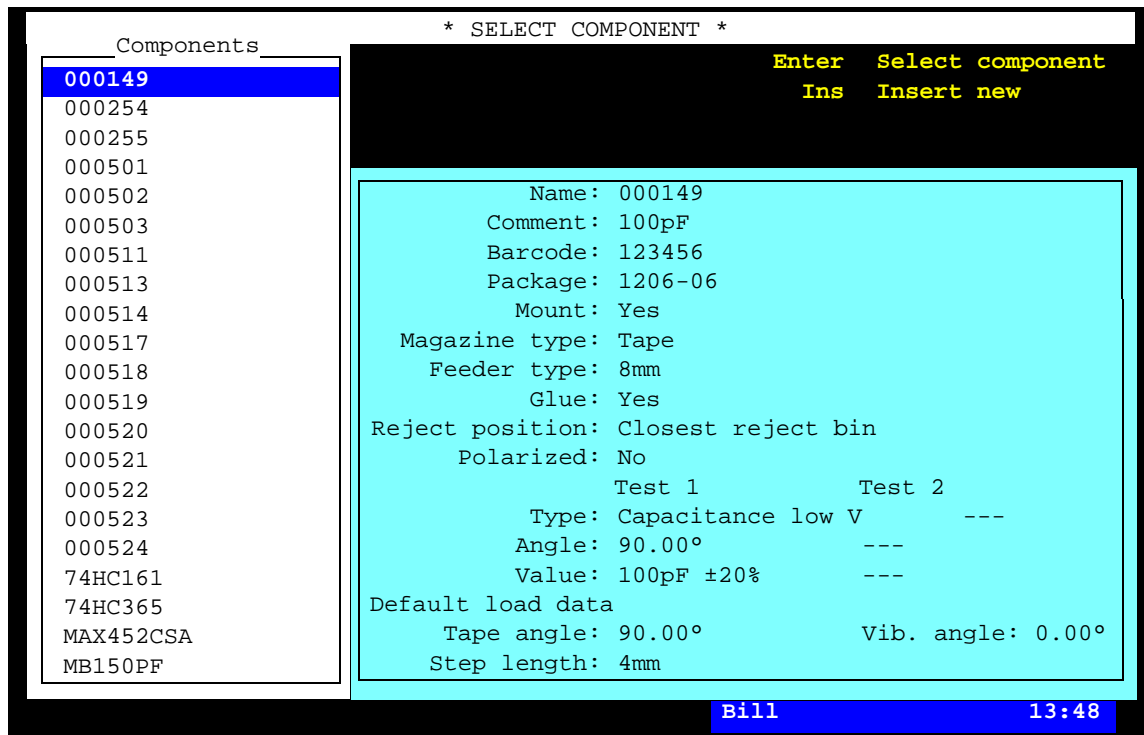 * SELECT COMPONENT *
Components
000149
000254
000255
000501
000502
000503
000511
000513
000514
000517
000518
000519
000520
000521
000522
000523
000524
74HC161
74HC365
MAX452CSA
MB150PF
Enter Select component
Ins Insert new
Name: 000149
Comment: 100pF
Barcode: 123456
Package: 1206-06
Mount: Yes
Magazine type: Tape
Feeder type: 8mm
Glue: Yes
Reject position: Closest reject bin
Polarized: No
Test 1 Test 2
Type: Capacitance low V ---
Angle: 90.00° ---
Value: 100pF ±20% ---
Default load data
Tape angle: 90.00° Vib. angle: 0.00°
Step length: 4mm
Bill 13:48